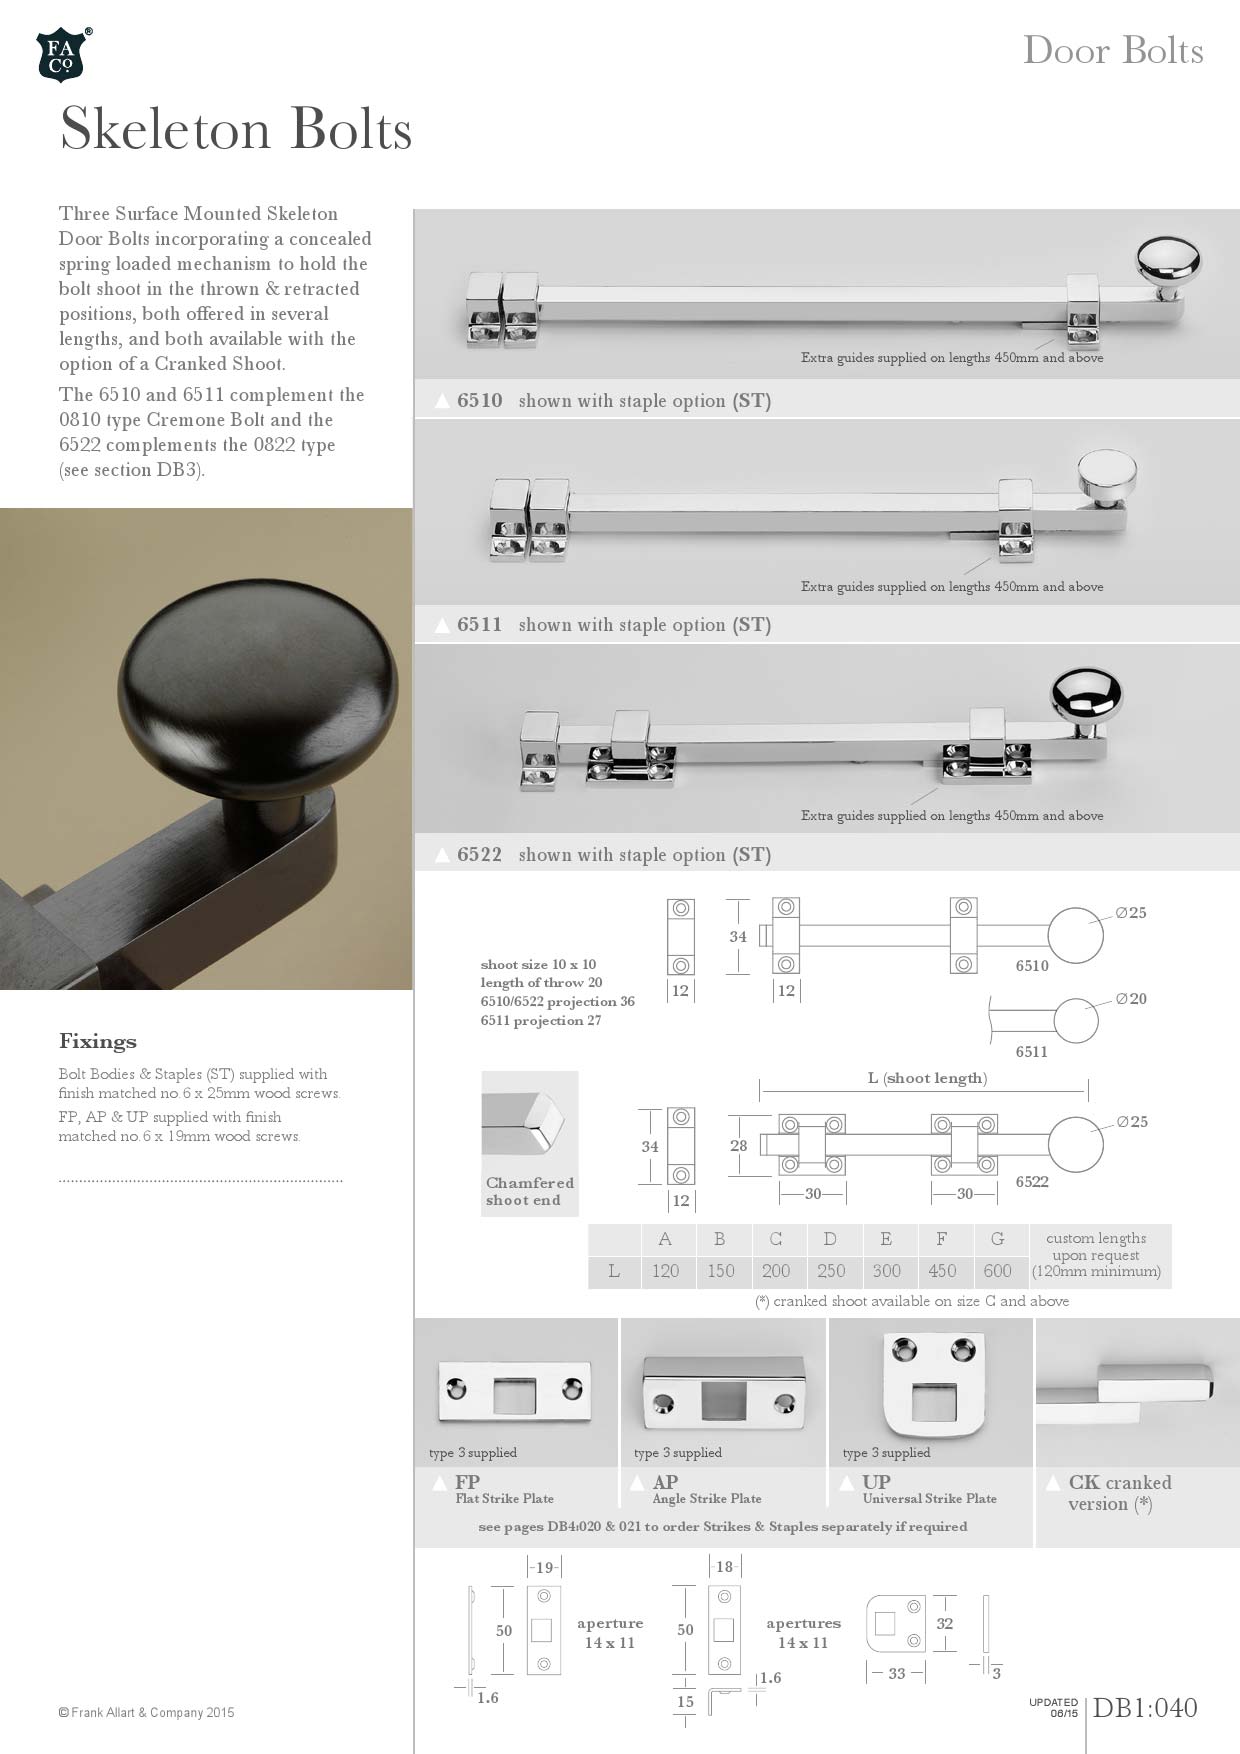 FA
Co.
®
Door Bolts
Skeleton Bolts
Three Surface Mounted Skeleton
Door Bolts incorporating a concealed
spring loaded mechanism to hold the
bolt shoot in the thrown & retracted
positions, both offered in several
lengths, and both available with the
option of a Cranked Shoot.
The 6510 and 6511 complement the
0810 type Cremone Bolt and the
6522 complements the 0822 type
(see section DB3).
Extra guides supplied on lengths 450mm and above
6510 shown with staple option (ST)
Extra guides supplied on lengths 450mm and above
6511 shown with staple option (ST)
Extra guides supplied on lengths 450mm and above
6522 shown with staple option (ST)
Fixings
Bolt Bodies & Staples (ST) supplied with
finish matched no. 6 x 25mm wood screws.
FP, AP & UP supplied with finish
matched no. 6 x 19mm wood screws.
shoot size 10 x 10
length of throw 20
6510/6522 projection 36
6511 projection 27
12
34
12
Ø25
6510
Ø20
6511
L (shoot length)
Chamfered
shoot end
34
12
28
30
30
Ø25
6522
A B C D E F G
L 120 150 200 250 300 450 600
custom lengths
upon request
(120mm minimum)
(*) cranked shoot available on size C and above
type 3 supplied
FP
Flat Strike Plate
type 3 supplied
AP
Angle Strike Plate
type 3 supplied
UP
Universal Strike Plate
CK cranked
version (*)
see pages DB4:020 & 021 to order Strikes & Staples separately if required
19
50
1.6
aperture
14 x 11
18
50
15
1.6
apertures
14 x 11
32
33
3
© Frank Allart & Company 2015
UPDATED
06/15
DB1:040